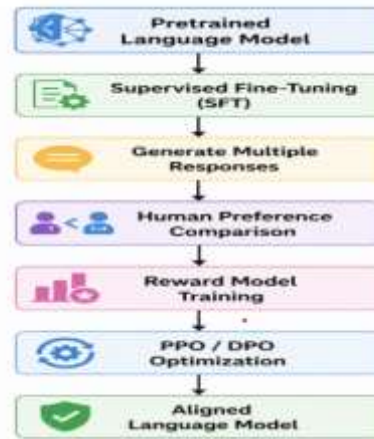 Pretrained
Language Model
Supervised Fine-Tuning
(SFT)
Generate Multiple
Responses
Human Preference
Comparison
Reward Model
Training
PPO / DPO
Optimization
Aligned
Language Model